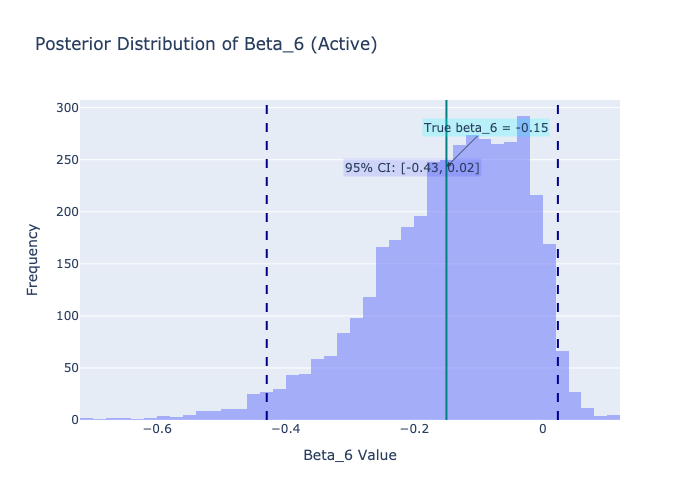 Posterior Distribution of Beta_6 (Active)
300
250
200
150
100
50
0
Frequency
True beta_6 = -0.15
95% CI: [-0.43, 0.02]
−0.6
−0.4
−0.2
0
Beta_6 Value